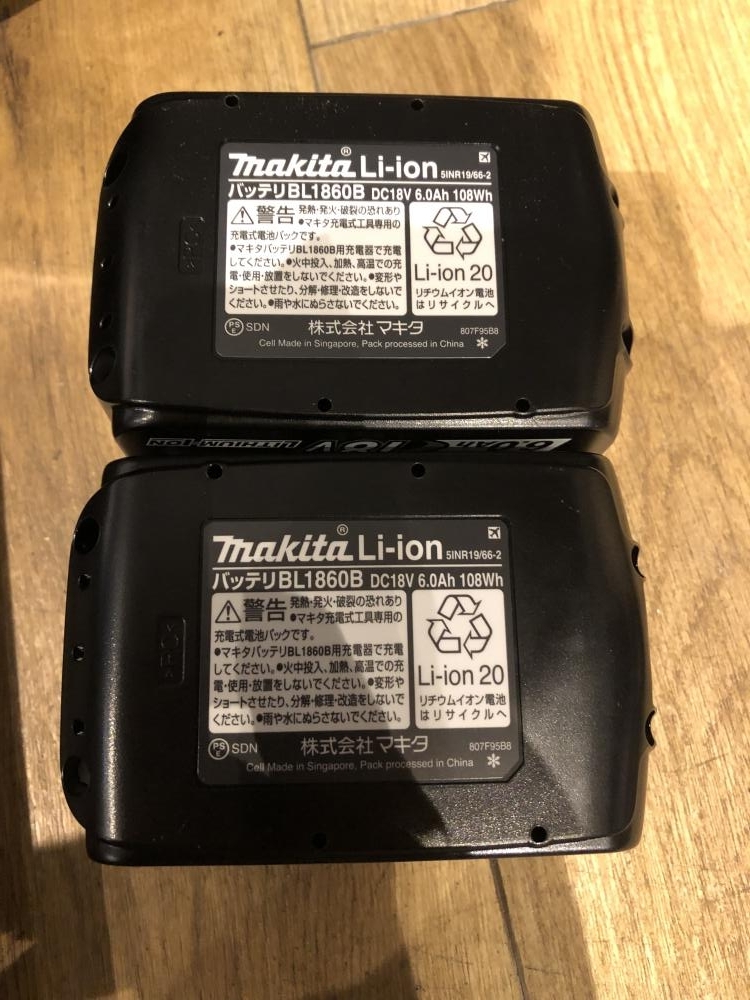 makita® Li-ion 5INR19/66-2
バッテリBL1860B DC18V 6.0Ah 108Wh
警告 発熱・発火・破裂の恐れあり
●マキタ充電式工具専用の
充電式電池パックです。
●マキタバッテリBL1860B用充電器で充電
してください。●火中投入、加熱、高温での充
電・使用・放置をしないでください。●変形や
ショートさせたり、分解・修理・改造をしないで
ください。●雨や水にぬらさないでください。
Li-ion 20
リチウムイオン電池
はリサイクルへ
PSE SDN 株式会社マキタ 807F95B8
Cell Made in Singapore, Pack processed in China *
6.0Ah 18V LITHIUM-ION
makita® Li-ion 5INR19/66-2
バッテリBL1860B DC18V 6.0Ah 108Wh
警告 発熱・発火・破裂の恐れあり
●マキタ充電式工具専用の
充電式電池パックです。
●マキタバッテリBL1860B用充電器で充電
してください。●火中投入、加熱、高温での充
電・使用・放置をしないでください。●変形や
ショートさせたり、分解・修理・改造をしないで
ください。●雨や水にぬらさないでください。
Li-ion 20
リチウムイオン電池
はリサイクルへ
PSE SDN 株式会社マキタ 807F95B8
Cell Made in Singapore, Pack processed in China *